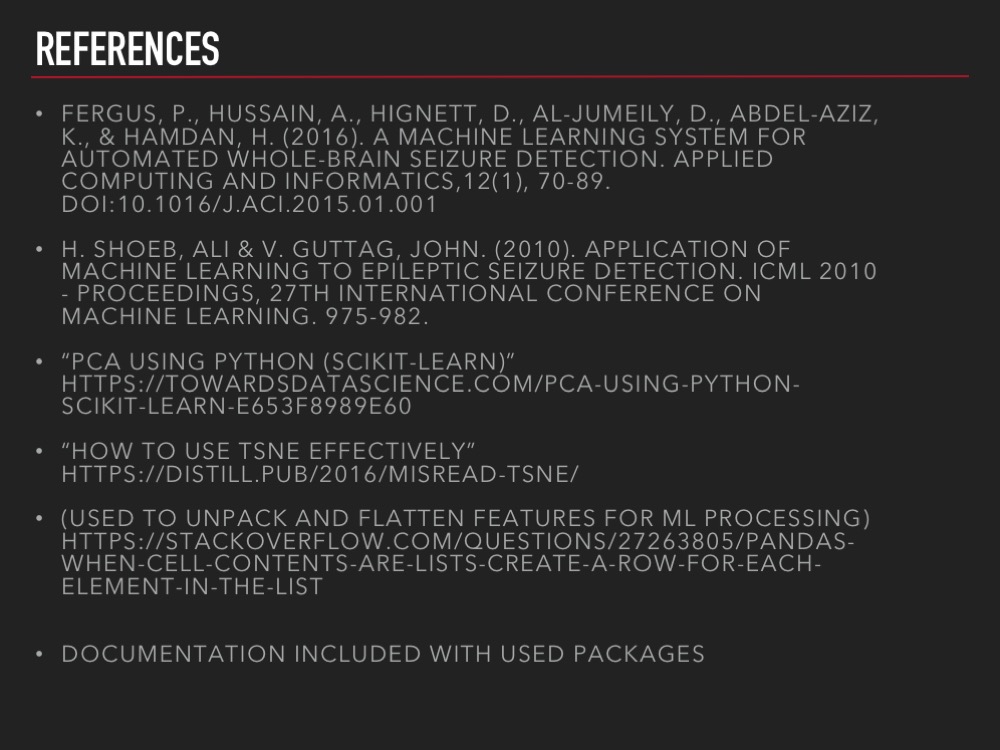 REFERENCES
• FERGUS, P., HUSSAIN, A., HIGNETT, D., AL-JUMEILY, D., ABDEL-AZIZ,
K., & HAMDAN, H. (2016). A MACHINE LEARNING SYSTEM FOR
AUTOMATED WHOLE-BRAIN SEIZURE DETECTION. APPLIED
COMPUTING AND INFORMATICS,12(1), 70-89.
DOI:10.1016/J.ACI.2015.01.001
• H. SHOEB, ALI & V. GUTTAG, JOHN. (2010). APPLICATION OF
MACHINE LEARNING TO EPILEPTIC SEIZURE DETECTION. ICML 2010
- PROCEEDINGS, 27TH INTERNATIONAL CONFERENCE ON
MACHINE LEARNING. 975-982.
• “PCA USING PYTHON (SCIKIT-LEARN)”
HTTPS://TOWARDSDATASCIENCE.COM/PCA-USING-PYTHON-
SCIKIT-LEARN-E653F8989E60
• “HOW TO USE TSNE EFFECTIVELY”
HTTPS://DISTILL.PUB/2016/MISREAD-TSNE/
• (USED TO UNPACK AND FLATTEN FEATURES FOR ML PROCESSING)
HTTPS://STACKOVERFLOW.COM/QUESTIONS/27263805/PANDAS-
WHEN-CELL-CONTENTS-ARE-LISTS-CREATE-A-ROW-FOR-EACH-
ELEMENT-IN-THE-LIST
• DOCUMENTATION INCLUDED WITH USED PACKAGES